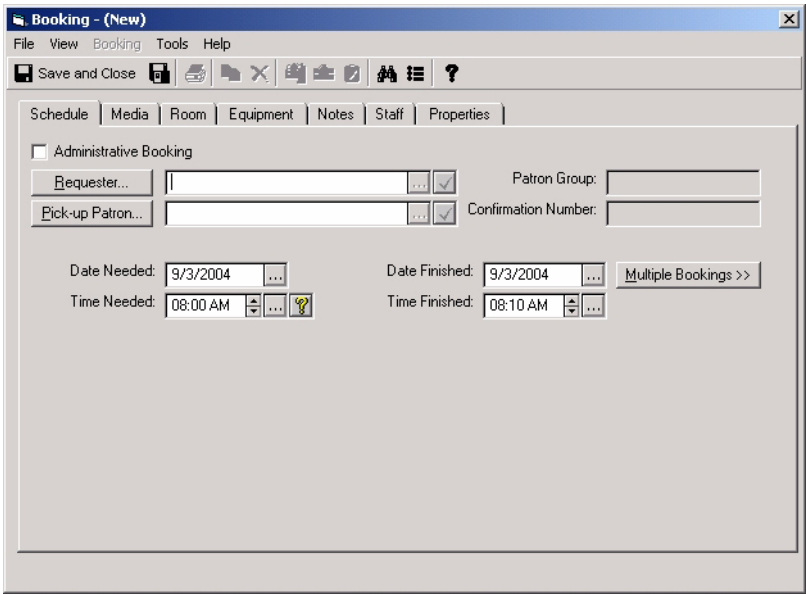 Booking - (New)
File View Booking Tools Help
Save and Close
Schedule Media Room Equipment Notes Staff Properties
Administrative Booking
Requester... ... Patron Group:
Pick-up Patron... ... Confirmation Number:
Date Needed: 9/3/2004 ... Date Finished: 9/3/2004 ... Multiple Bookings >>
Time Needed: 08:00 AM ... ? Time Finished: 08:10 AM ...